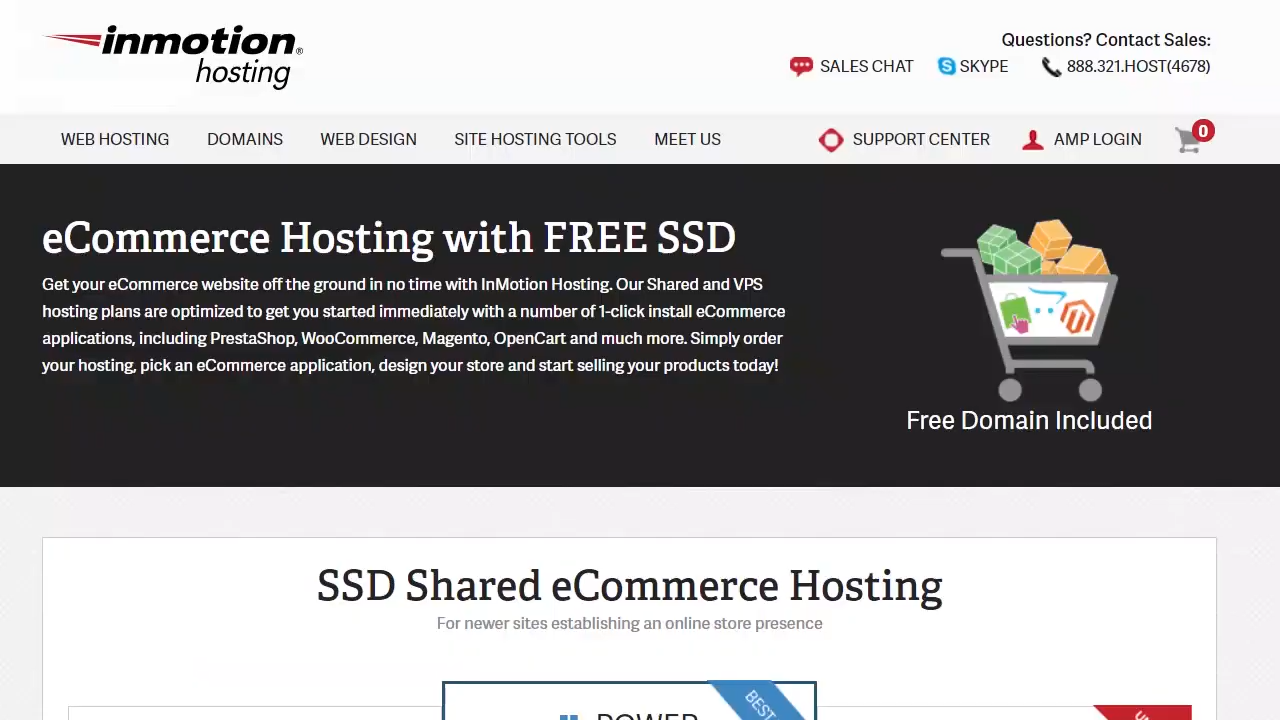 inmotion®
hosting
Questions? Contact Sales:
SALES CHAT SKYPE 888.321.HOST(4678)
WEB HOSTING DOMAINS WEB DESIGN SITE HOSTING TOOLS MEET US SUPPORT CENTER AMP LOGIN 0
eCommerce Hosting with FREE SSD
Get your eCommerce website off the ground in no time with InMotion Hosting. Our Shared and VPS
hosting plans are optimized to get you started immediately with a number of 1-click install eCommerce
applications, including PrestaShop, WooCommerce, Magento, OpenCart and much more. Simply order
your hosting, pick an eCommerce application, design your store and start selling your products today!
Free Domain Included
SSD Shared eCommerce Hosting
For newer sites establishing an online store presence
BEST
POWER